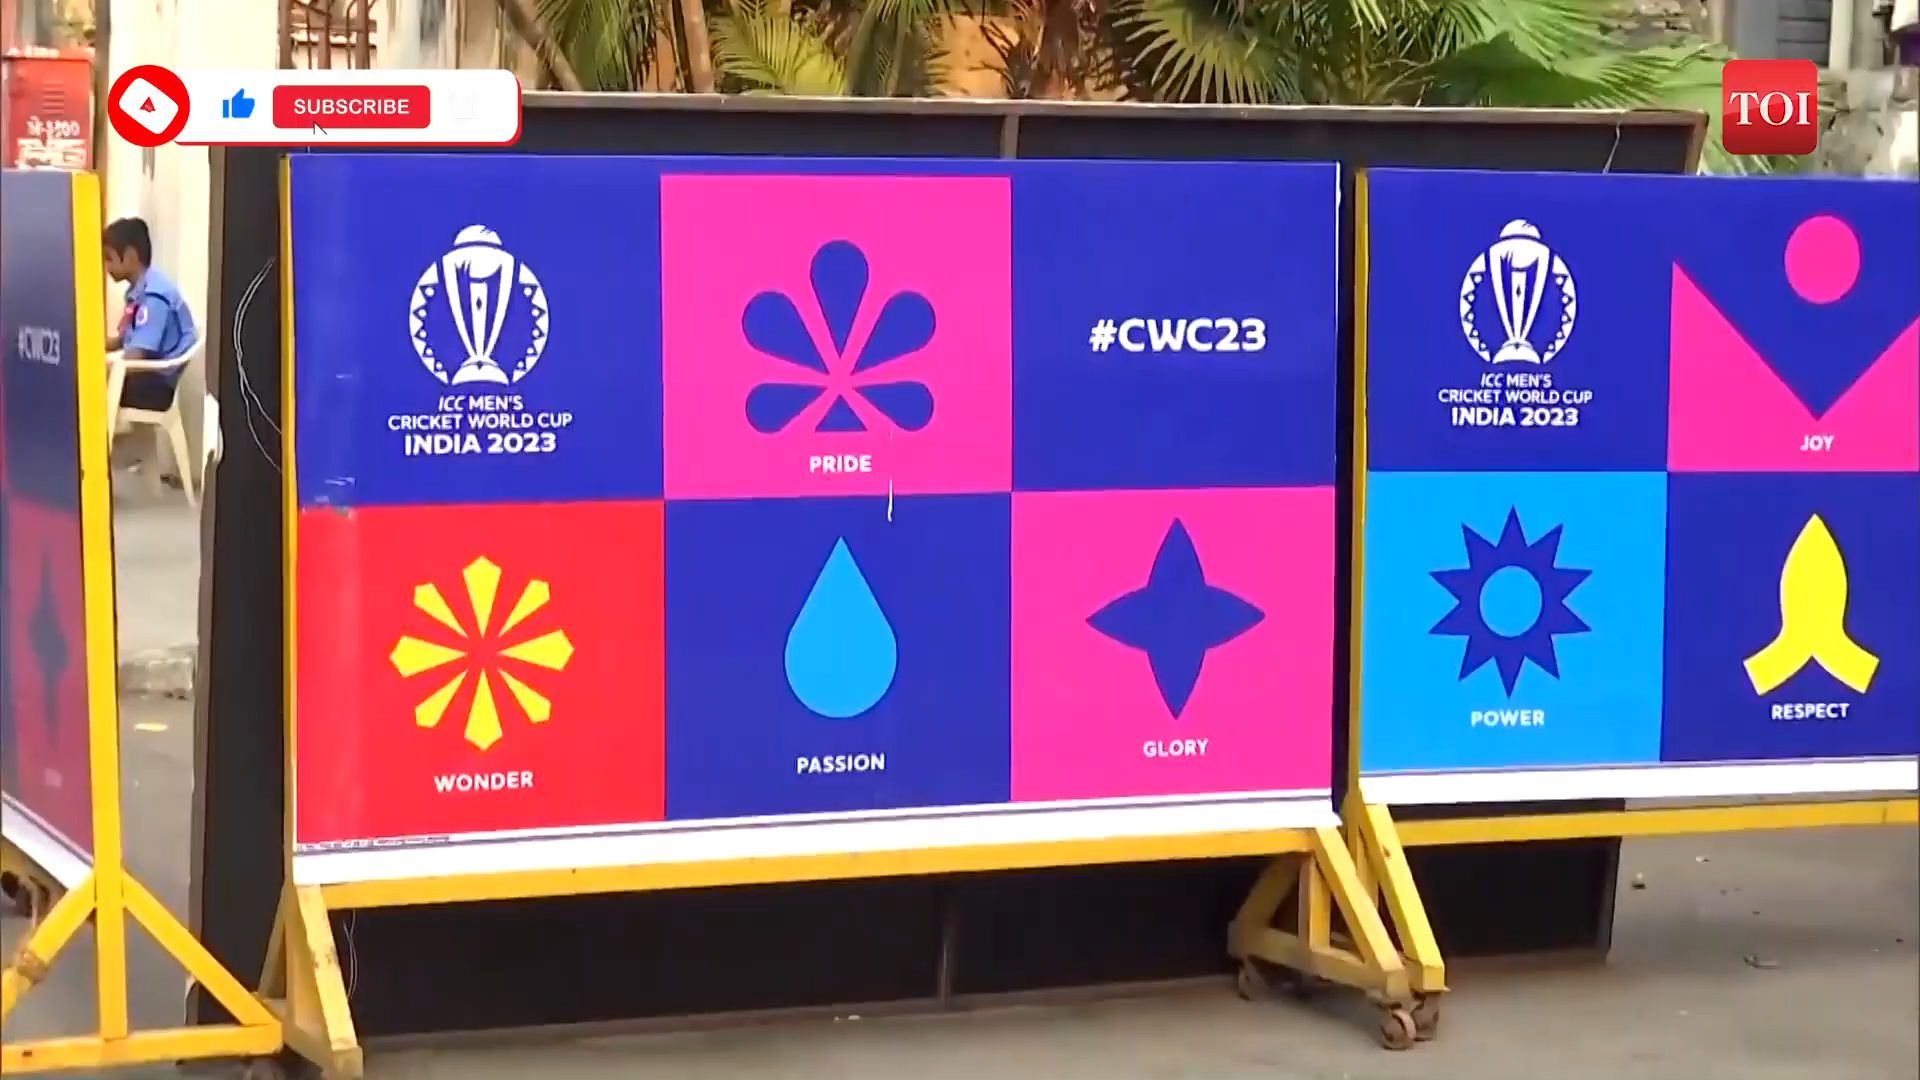 SUBSCRIBE
TOI
#CWC23
ICC MEN'S
CRICKET WORLD CUP
INDIA 2023
PRIDE
#CWC23
WONDER
PASSION
GLORY
ICC MEN'S
CRICKET WORLD CUP
INDIA 2023
JOY
POWER
RESPECT